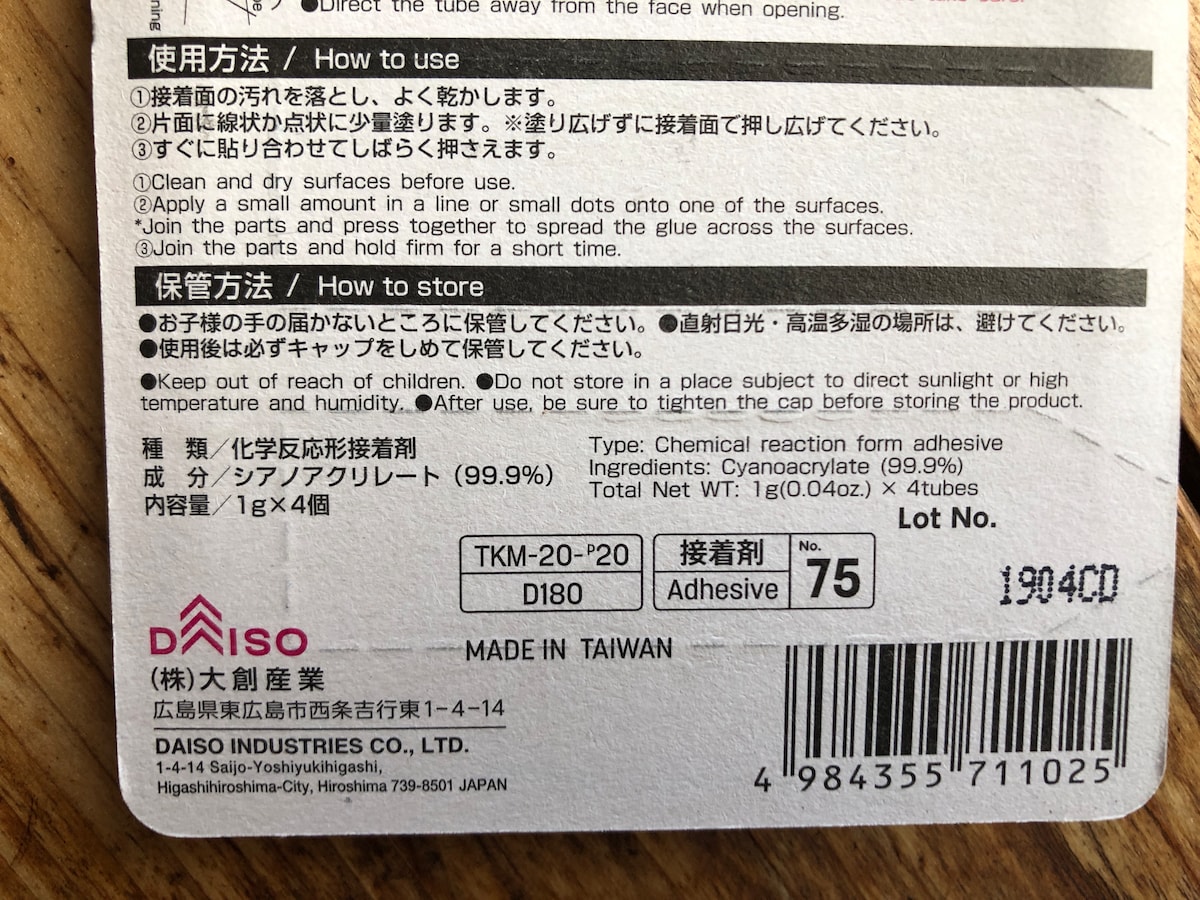 ●Direct the tube away from the face when opening.
使用方法 / How to use
①接着面の汚れを落とし、よく乾かします。
②片面に線状か点状に少量塗ります。※塗り広げずに接着面で押し広げてください。
③すぐに貼り合わせてしばらく押さえます。
①Clean and dry surfaces before use.
②Apply a small amount in a line or small dots onto one of the surfaces.
*Join the parts and press together to spread the glue across the surfaces.
③Join the parts and hold firm for a short time.
保管方法 / How to store
●お子様の手の届かないところに保管してください。●直射日光・高温多湿の場所は、避けてください。
●使用後は必ずキャップをしめて保管してください。
●Keep out of reach of children. ●Do not store in a place subject to direct sunlight or high
temperature and humidity. ●After use, be sure to tighten the cap before storing the product.
種　類／化学反応形接着剤
成　分／シアノアクリレート（99.9%）
内容量／1g×4個
Type: Chemical reaction form adhesive
Ingredients: Cyanoacrylate (99.9%)
Total Net WT: 1g(0.04oz.) × 4tubes
Lot No.
1904CD
TKM-20-P20
D180
接着剤
Adhesive
No.
75
DAISO
MADE IN TAIWAN
(株)大創産業
広島県東広島市西条吉行東1-4-14
DAISO INDUSTRIES CO., LTD.
1-4-14 Saijo-Yoshiyukihigashi,
Higashihiroshima-City, Hiroshima 739-8501 JAPAN
4 984355 711025